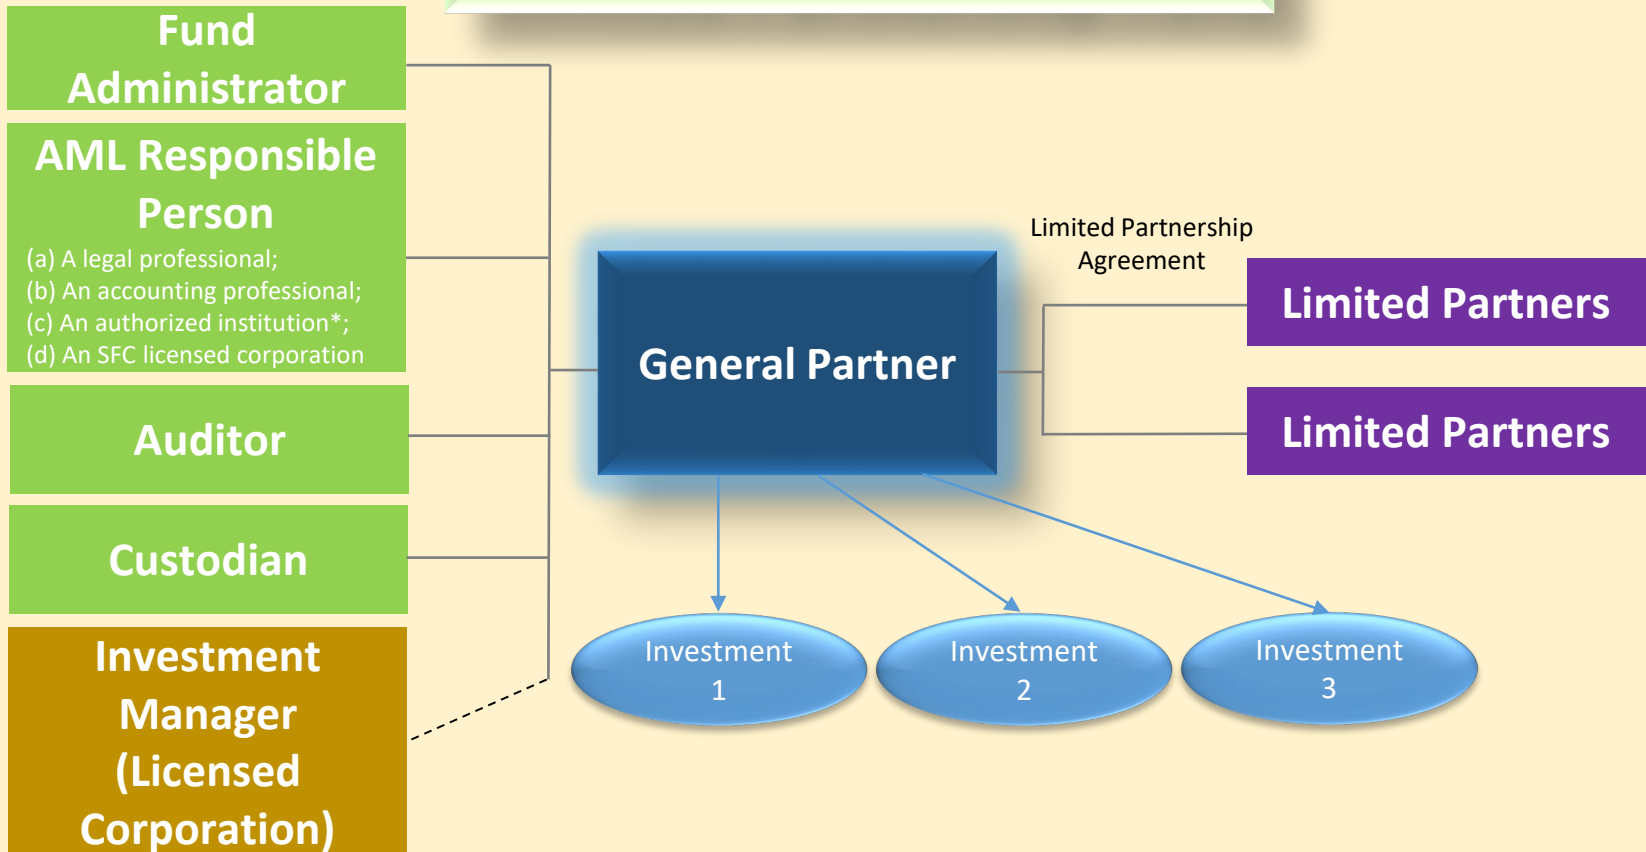 Fund
Administrator
AML Responsible
Person
(a) A legal professional;
(b) An accounting professional;
(c) An authorized institution*;
(d) An SFC licensed corporation
Auditor
Custodian
Investment
Manager
(Licensed
Corporation)
General Partner
Limited Partnership
Agreement
Limited Partners
Limited Partners
Investment
1
Investment
2
Investment
3